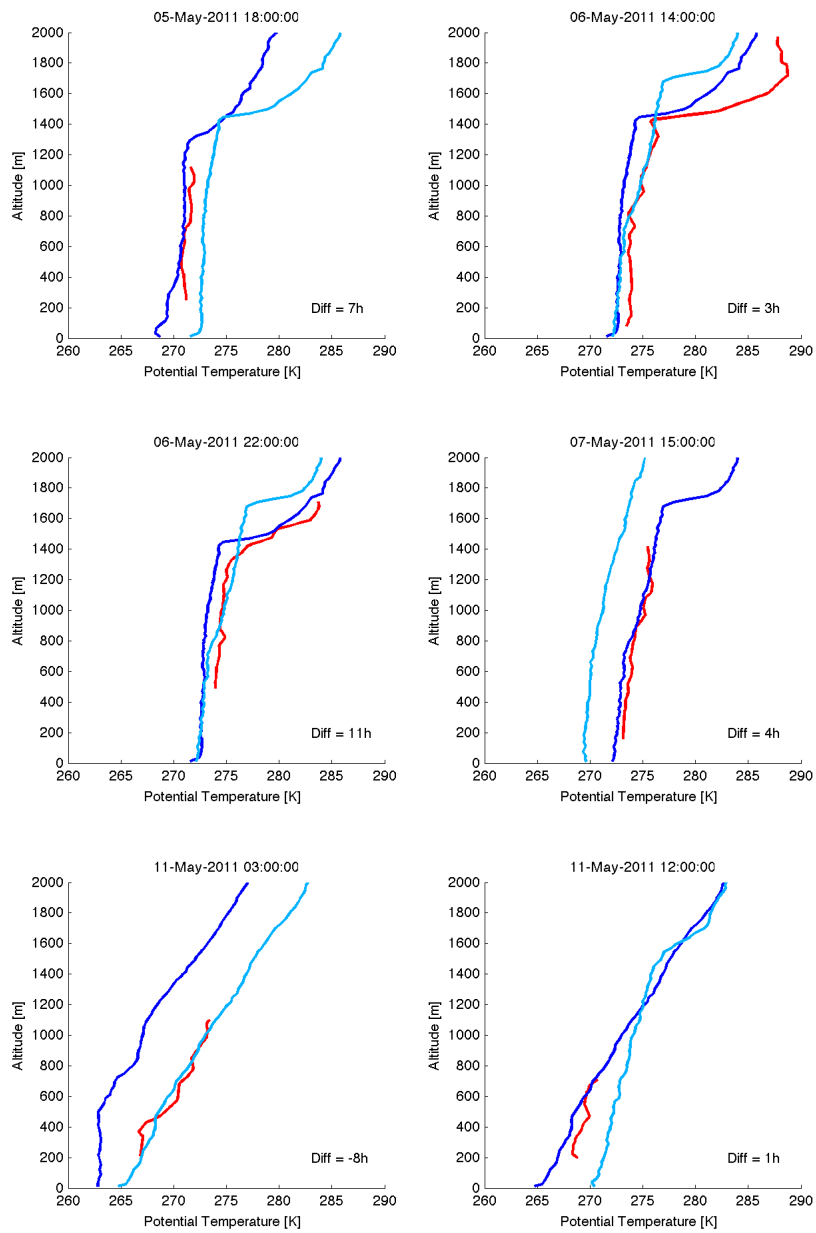 05-May-2011 18:00:00
2000
1800
1600
1400
1200
1000
800
600
400
200
0
Altitude [m]
Diff = 7h
260 265 270 275 280 285 290
Potential Temperature [K]
06-May-2011 14:00:00
2000
1800
1600
1400
1200
1000
800
600
400
200
0
Altitude [m]
Diff = 3h
260 265 270 275 280 285 290
Potential Temperature [K]
06-May-2011 22:00:00
2000
1800
1600
1400
1200
1000
800
600
400
200
0
Altitude [m]
Diff = 11h
260 265 270 275 280 285 290
Potential Temperature [K]
07-May-2011 15:00:00
2000
1800
1600
1400
1200
1000
800
600
400
200
0
Altitude [m]
Diff = 4h
260 265 270 275 280 285 290
Potential Temperature [K]
11-May-2011 03:00:00
2000
1800
1600
1400
1200
1000
800
600
400
200
0
Altitude [m]
Diff = -8h
260 265 270 275 280 285 290
Potential Temperature [K]
11-May-2011 12:00:00
2000
1800
1600
1400
1200
1000
800
600
400
200
0
Altitude [m]
Diff = 1h
260 265 270 275 280 285 290
Potential Temperature [K]